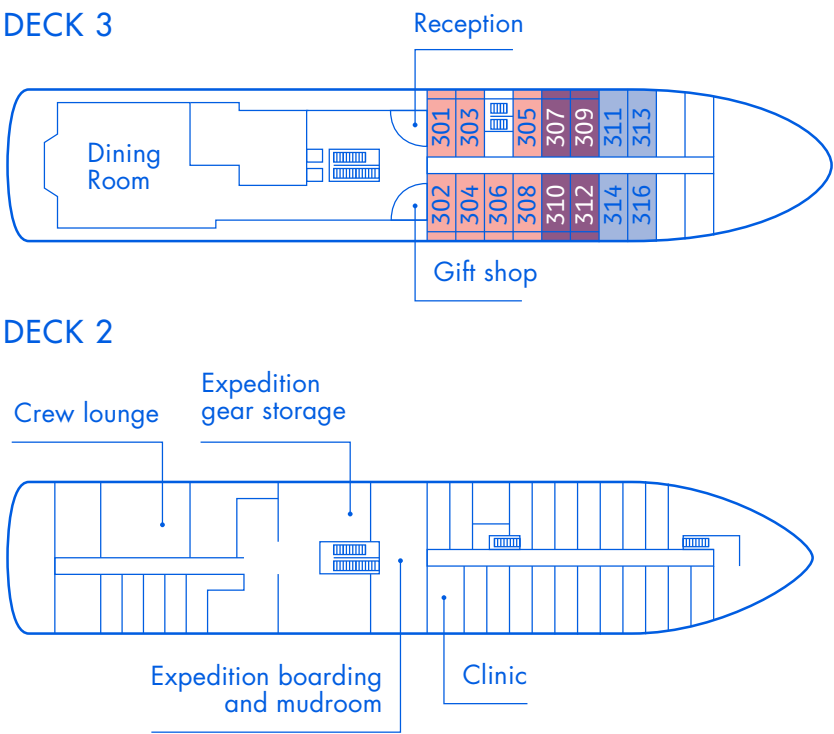 DECK 3
Reception
301
303
305
307
309
311
313
Dining
Room
302
304
306
308
310
312
314
316
Gift shop
DECK 2
Expedition
gear storage
Crew lounge
Expedition boarding
and mudroom
Clinic